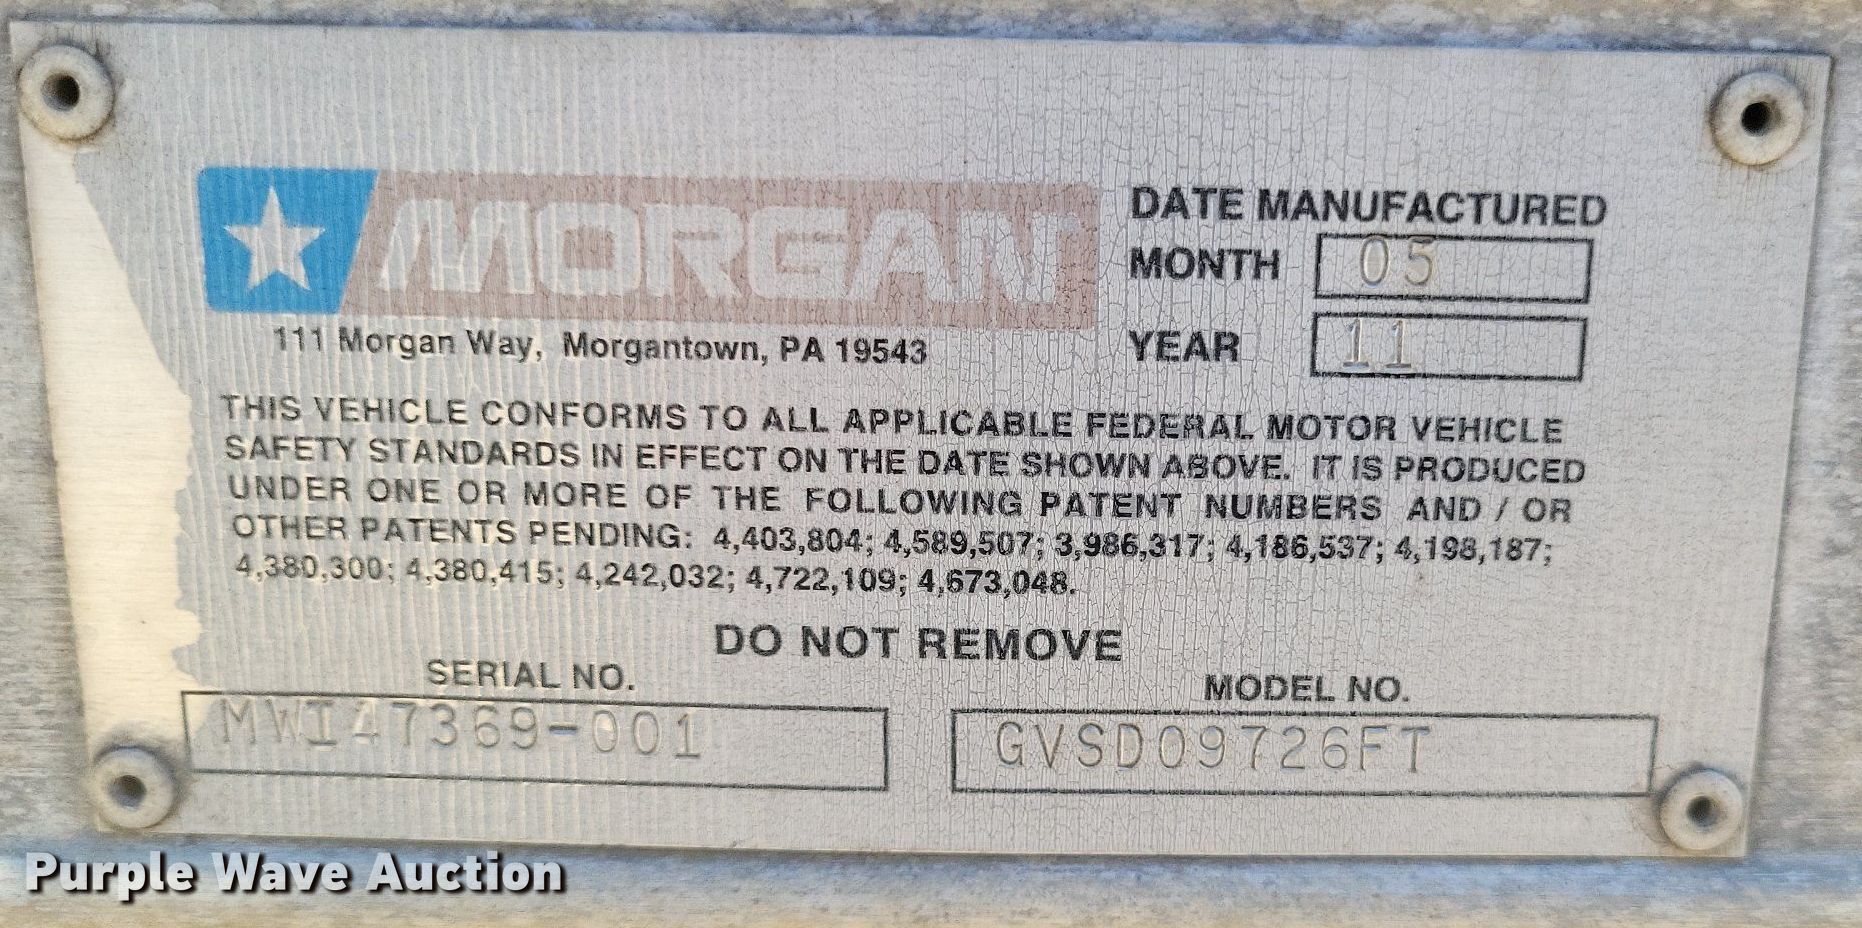 MORGAN
111 Morgan Way, Morgantown, PA 19543
DATE MANUFACTURED
MONTH 05
YEAR 11
THIS VEHICLE CONFORMS TO ALL APPLICABLE FEDERAL MOTOR VEHICLE
SAFETY STANDARDS IN EFFECT ON THE DATE SHOWN ABOVE. IT IS PRODUCED
UNDER ONE OR MORE OF THE FOLLOWING PATENT NUMBERS AND / OR
OTHER PATENTS PENDING: 4,403,804; 4,589,507; 3,986,317; 4,186,537; 4,198,187;
4,380,300; 4,380,415; 4,242,032; 4,722,109; 4,673,048.
DO NOT REMOVE
SERIAL NO.
MWI47369-001
MODEL NO.
GVSD09726FT
Purple Wave Auction